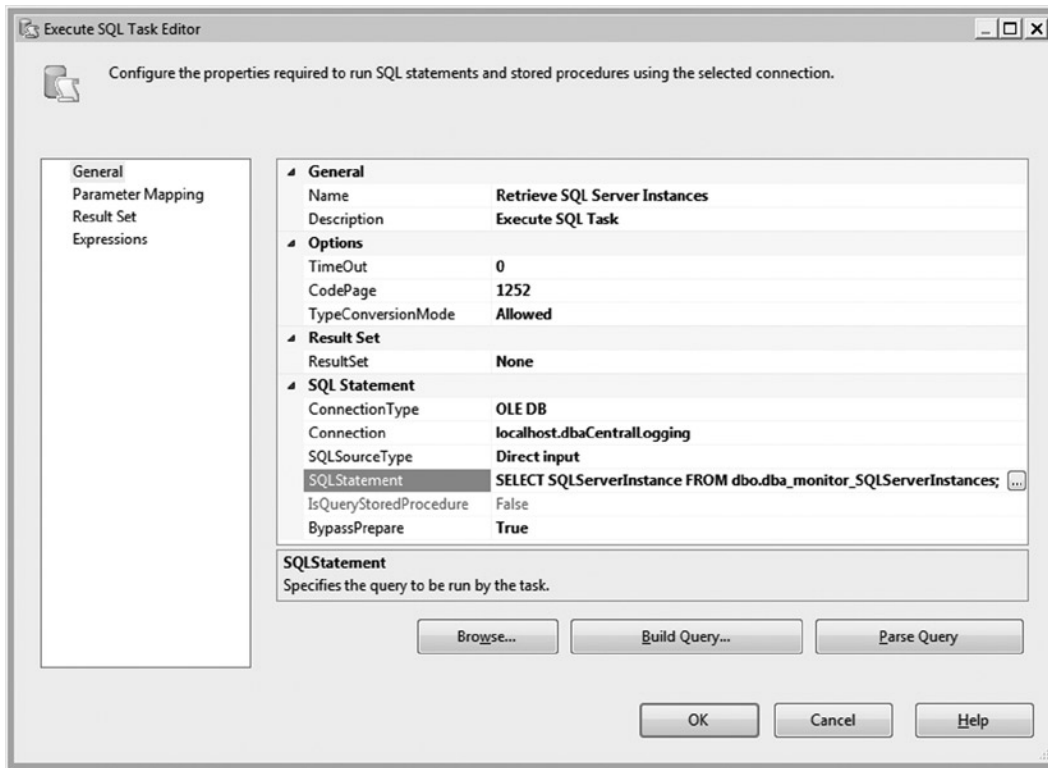 Execute SQL Task Editor
Configure the properties required to run SQL statements and stored procedures using the selected connection.
General
Parameter Mapping
Result Set
Expressions
General
Name Retrieve SQL Server Instances
Description Execute SQL Task
Options
TimeOut 0
CodePage 1252
TypeConversionMode Allowed
Result Set
ResultSet None
SQL Statement
ConnectionType OLE DB
Connection localhost.dbaCentralLogging
SQLSourceType Direct input
SQLStatement SELECT SQLServerInstance FROM dbo.dba_monitor_SQLServerInstances; ...
IsQueryStoredProcedure False
BypassPrepare True
SQLStatement
Specifies the query to be run by the task.
Browse... Build Query... Parse Query
OK Cancel Help